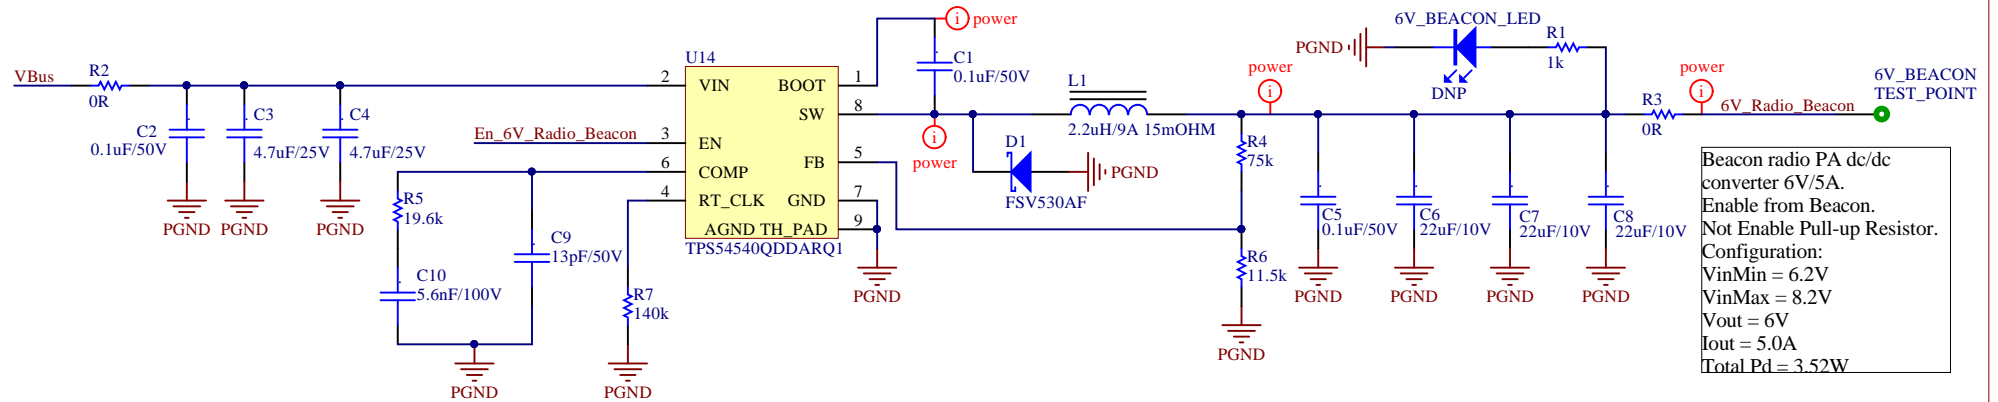 VBus
R2
0R
C2
0.1uF/50V
PGND
C3
4.7uF/25V
PGND
C4
4.7uF/25V
PGND
En_6V_Radio_Beacon
R5
19.6k
C10
5.6nF/100V
C9
13pF/50V
PGND
R7
140k
PGND
U14
2 VIN BOOT 1
SW 8
3 EN
FB 5
6 COMP
4 RT_CLK GND 7
AGND TH_PAD 9
TPS54540QDDARQ1
PGND
i power
C1
0.1uF/50V
i
power
D1
FSV530AF
PGND
L1
2.2uH/9A 15mOHM
power
i
R4
75k
R6
11.5k
PGND
6V_BEACON_LED
PGND
DNP
R1
1k
C5
0.1uF/50V
PGND
C6
22uF/10V
PGND
C7
22uF/10V
PGND
C8
22uF/10V
PGND
R3
0R
power
i
6V_Radio_Beacon
6V_BEACON
TEST_POINT
Beacon radio PA dc/dc
converter 6V/5A.
Enable from Beacon.
Not Enable Pull-up Resistor.
Configuration:
VinMin = 6.2V
VinMax = 8.2V
Vout = 6V
Iout = 5.0A
Total Pd = 3.52W